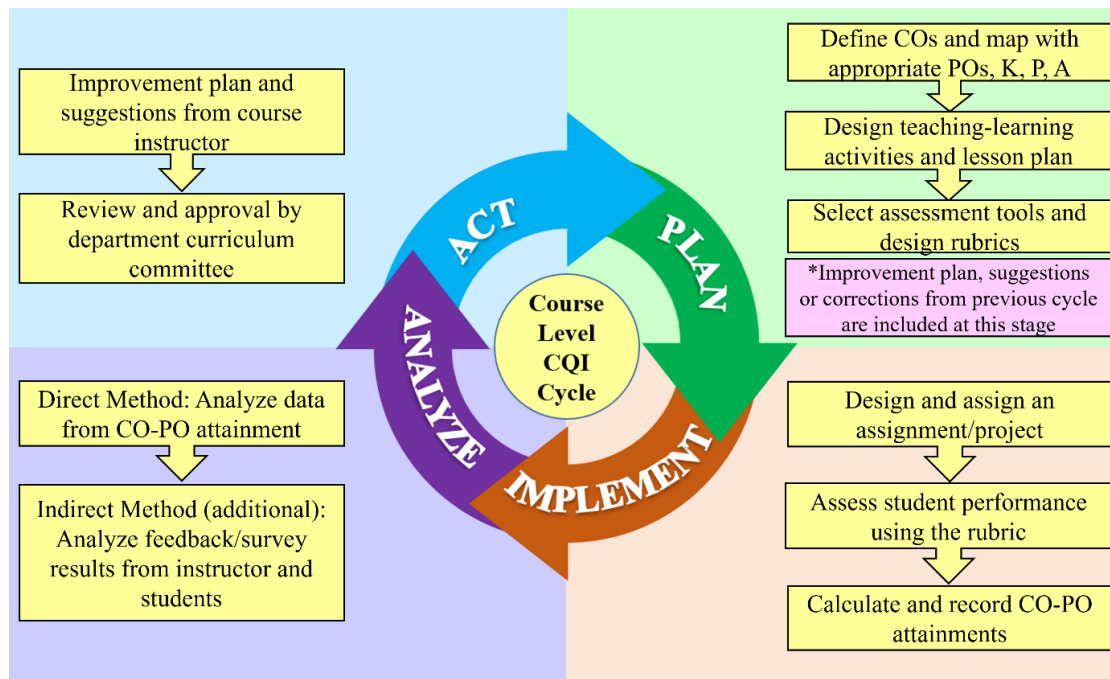 Improvement plan and
suggestions from course
instructor
Review and approval by
department curriculum
committee
Define COs and map with
appropriate POs, K, P, A
Design teaching-learning
activities and lesson plan
Select assessment tools and
design rubrics
*Improvement plan, suggestions
or corrections from previous cycle
are included at this stage
ACT
PLAN
Course
Level
CQI
Cycle
ANALYZE
IMPLEMENT
Direct Method: Analyze data
from CO-PO attainment
Indirect Method (additional):
Analyze feedback/survey
results from instructor and
students
Design and assign an
assignment/project
Assess student performance
using the rubric
Calculate and record CO-PO
attainments